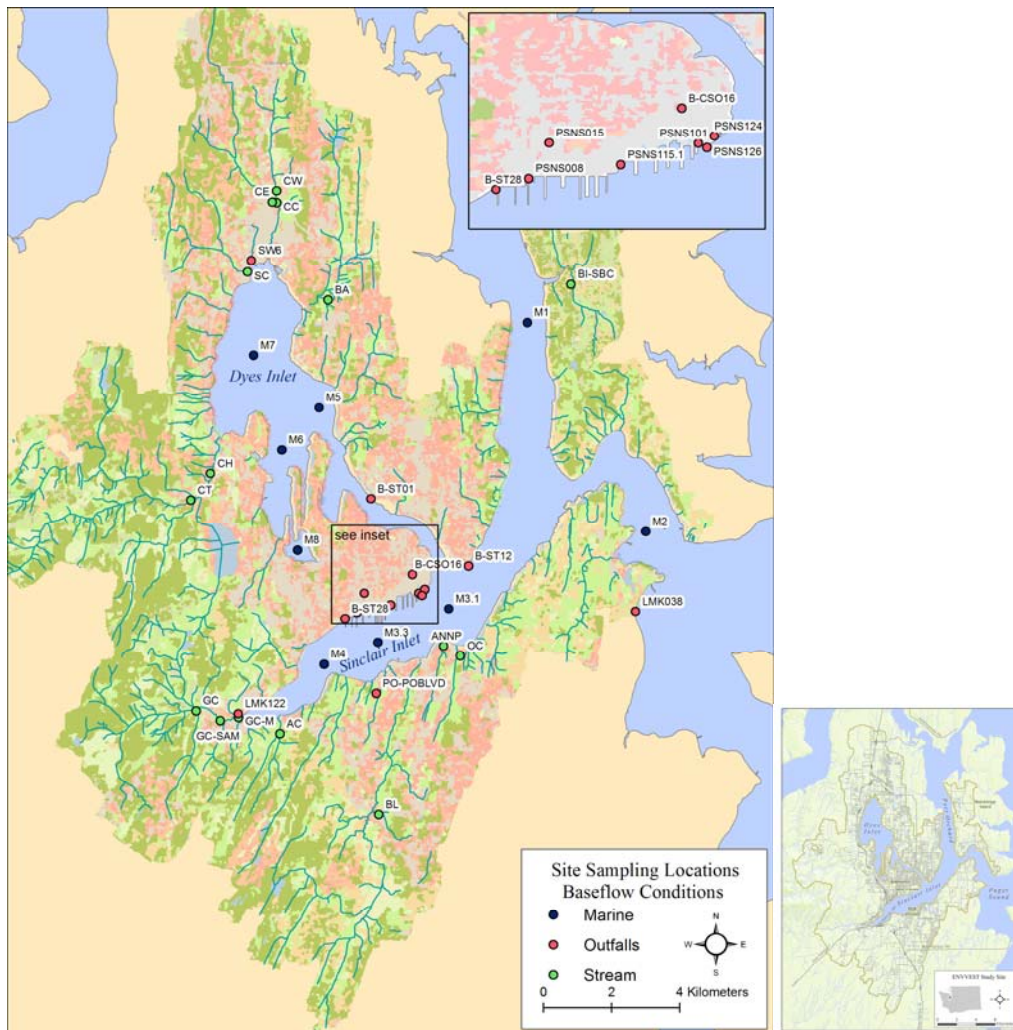 B-CSO16
PSNS015
PSNS101
PSNS124
PSNS126
PSNS115.1
PSNS008
B-ST28
CW
CE
CC
SW6
SC
BA
BI-SBC
M1
M7
Dyes Inlet
M5
M6
CH
CT
B-ST01
see inset
M2
M8
B-ST12
B-CSO16
B-ST28
M3.1
LMK038
M3.3
ANNP
Sinclair Inlet
OC
M4
PO-POBLVD
GC
LMK122
GC-M
GC-SAM
AC
BL
Site Sampling Locations
Baseflow Conditions
Marine
Outfalls
Stream
N
W E
S
0 2 4 Kilometers
Dyes
Inlet
Port Orchard
Sinclair Inlet
Puget
Sound
ENVVEST Study Site